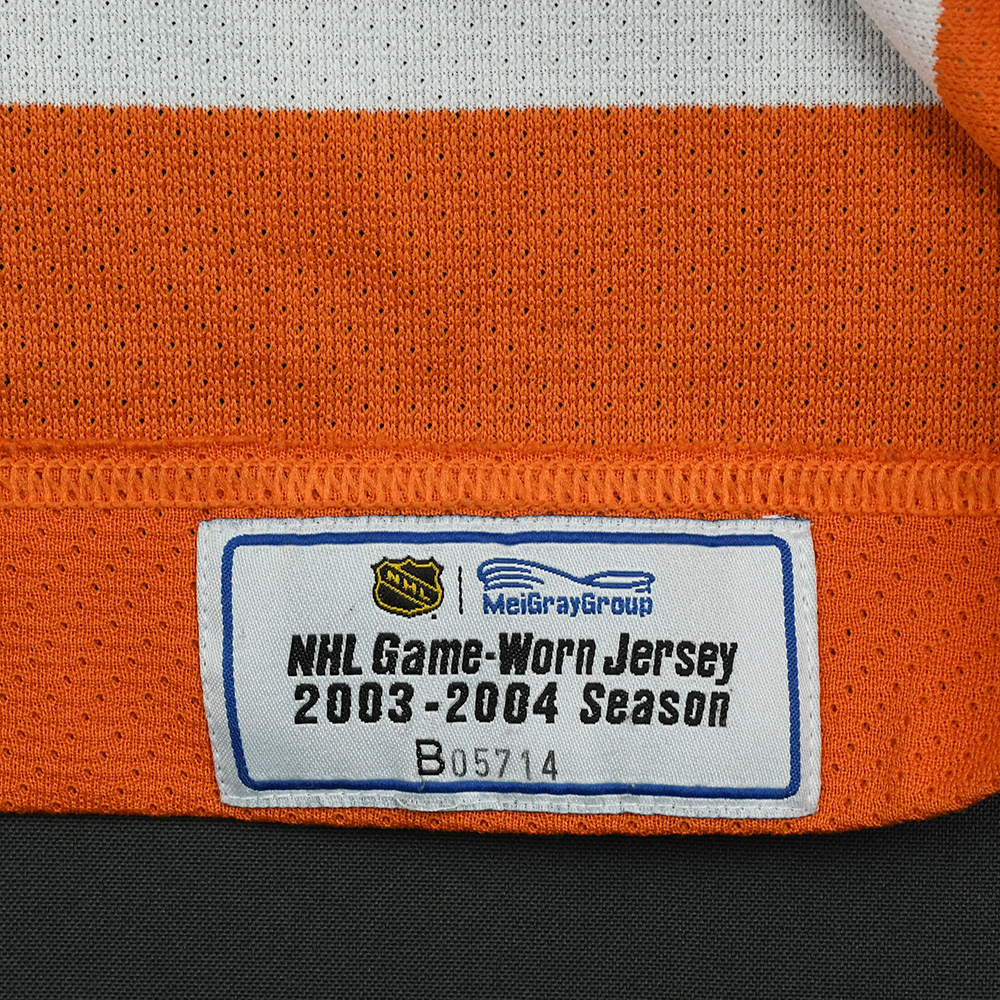 NHL MeiGrayGroup
NHL Game-Worn Jersey
2003-2004 Season
B05714